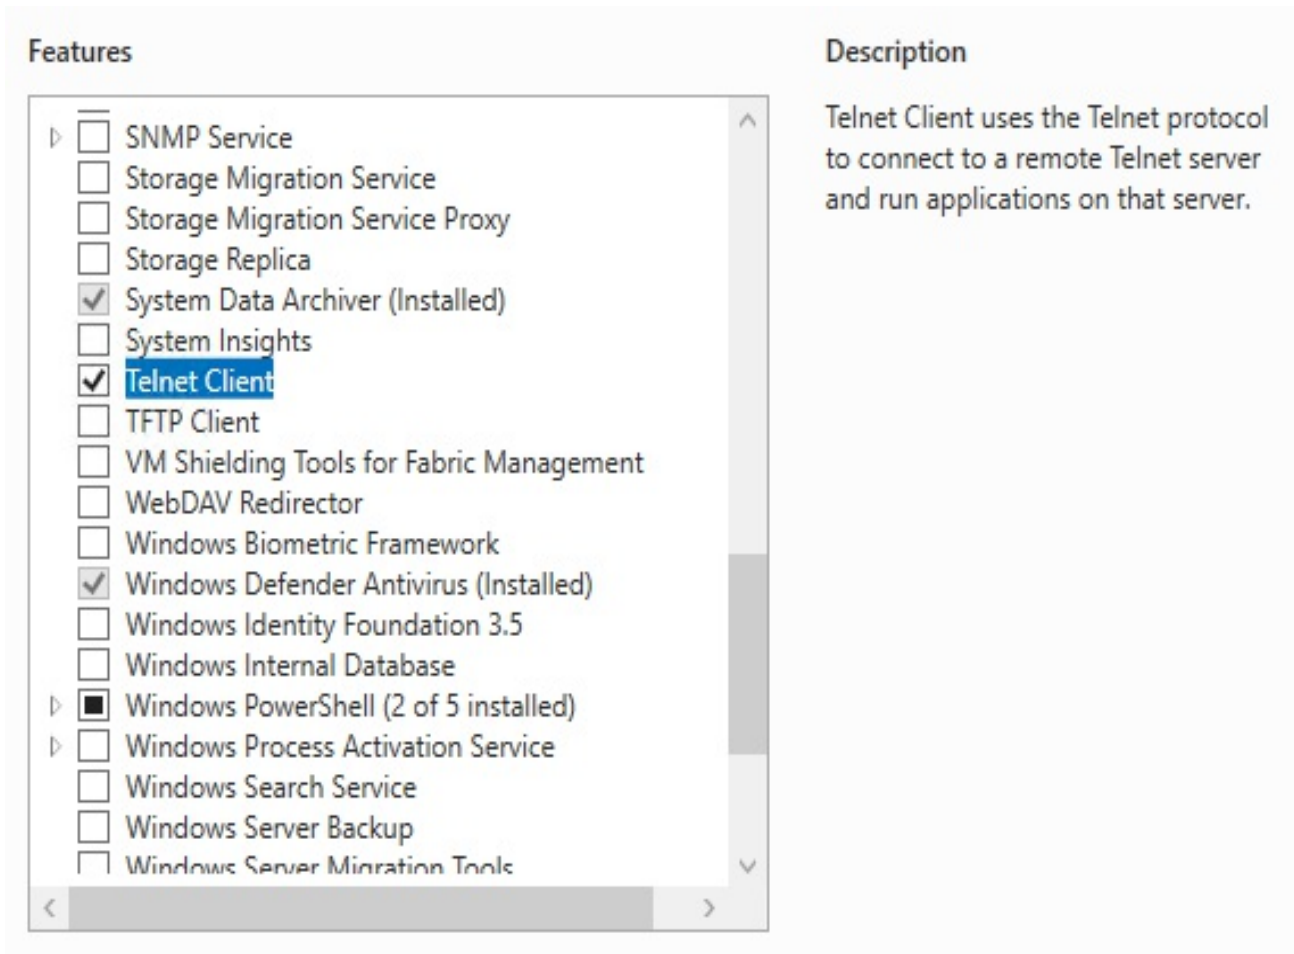 Features
SNMP Service
Storage Migration Service
Storage Migration Service Proxy
Storage Replica
System Data Archiver (Installed)
System Insights
Telnet Client
TFTP Client
VM Shielding Tools for Fabric Management
WebDAV Redirector
Windows Biometric Framework
Windows Defender Antivirus (Installed)
Windows Identity Foundation 3.5
Windows Internal Database
Windows PowerShell (2 of 5 installed)
Windows Process Activation Service
Windows Search Service
Windows Server Backup
Windows Server Migration Tools
Description
Telnet Client uses the Telnet protocol
to connect to a remote Telnet server
and run applications on that server.